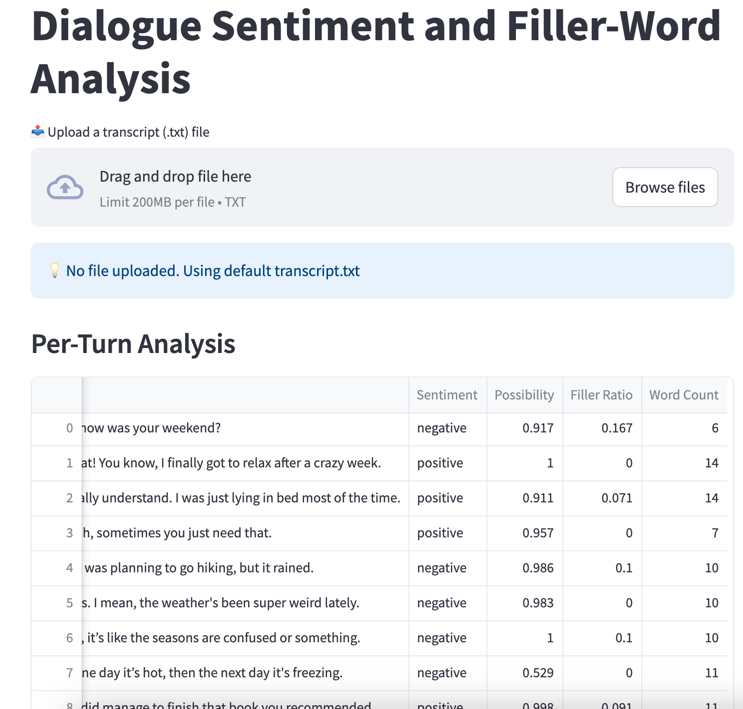 Dialogue Sentiment and Filler-Word
Analysis
📤 Upload a transcript (.txt) file
Drag and drop file here
Limit 200MB per file • TXT
Browse files
💡 No file uploaded. Using default transcript.txt
Per-Turn Analysis
Sentiment Possibility Filler Ratio Word Count
0 how was your weekend? negative 0.917 0.167 6
1 at! You know, I finally got to relax after a crazy week. positive 1 0 14
2 ally understand. I was just lying in bed most of the time. positive 0.911 0.071 14
3 h, sometimes you just need that. positive 0.957 0 7
4 was planning to go hiking, but it rained. negative 0.986 0.1 10
5 s. I mean, the weather's been super weird lately. negative 0.983 0 10
6 , it’s like the seasons are confused or something. negative 1 0.1 10
7 ne day it’s hot, then the next day it's freezing. negative 0.529 0 11
8 did manage to finish that book you recommended. positive 0.998 0.091 11